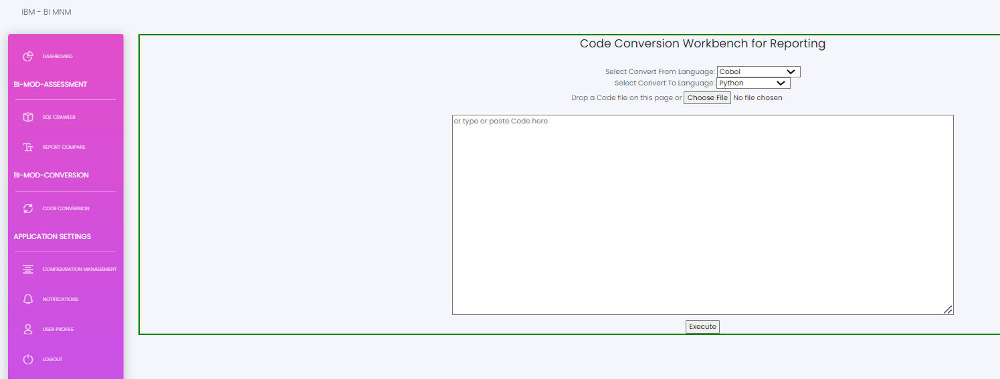 IBM - BI MNM
DASHBOARD
BI-MOD-ASSESSMENT
SQL CRAWLER
REPORT COMPARE
BI-MOD-CONVERSION
CODE CONVERSION
APPLICATION SETTINGS
CONFIGURATION MANAGEMENT
NOTIFICATIONS
USER PROFILE
LOGOUT
Code Conversion Workbench for Reporting
Select Convert From Language: Cobol
Select Convert To Language: Python
Drop a Code file on this page or Choose File No file chosen
or type or paste Code here
Execute